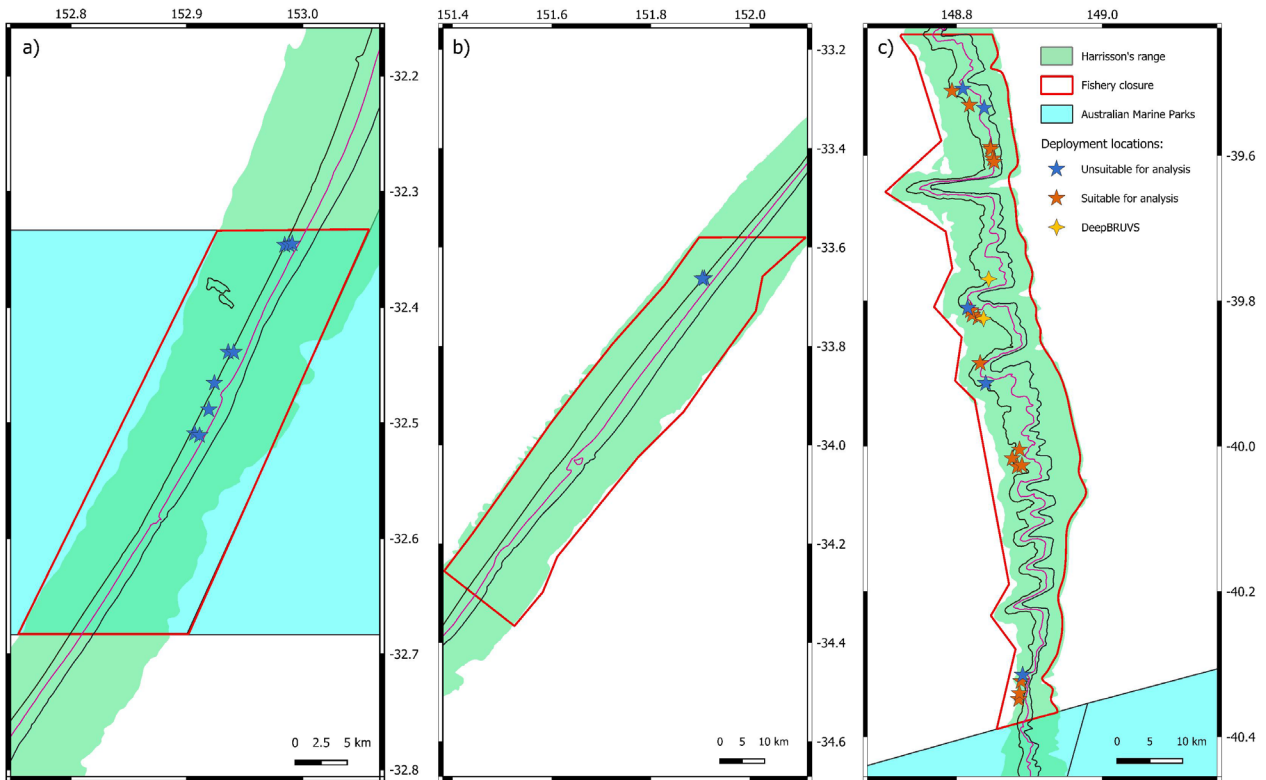 152.8 152.9 153.0
a)
-32.2
-32.3
-32.4
-32.5
-32.6
-32.7
-32.8
0 2.5 5 km
151.4 151.6 151.8 152.0
b)
-33.2
-33.4
-33.6
-33.8
-34.0
-34.2
-34.4
-34.6
0 5 10 km
148.8 149.0
c)
Harrisson's range
Fishery closure
Australian Marine Parks
Deployment locations:
Unsuitable for analysis
Suitable for analysis
DeepBRUVS
-39.6
-39.8
-40.0
-40.2
-40.4
0 5 10 km